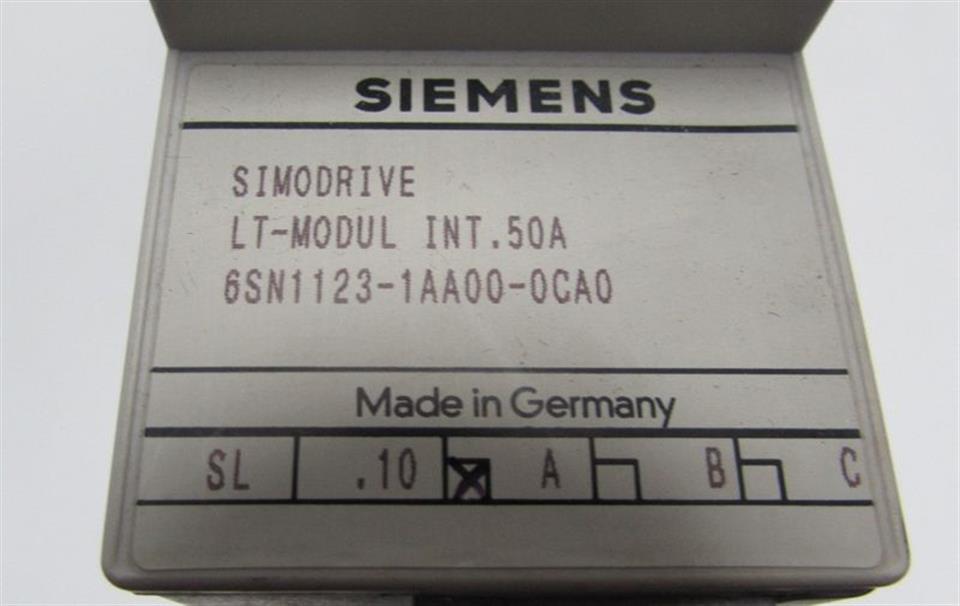 SIEMENS
SIMODRIVE
LT-MODUL INT.50A
6SN1123-1AA00-0CA0
Made in Germany
SL .10 A B C